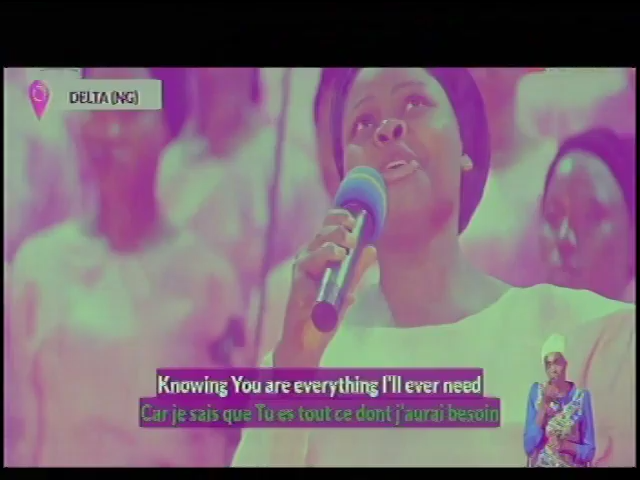 DELTA (NG)
Knowing You are everything I'll ever need
Car je sais que Tu es tout ce dont j'aurai besoin